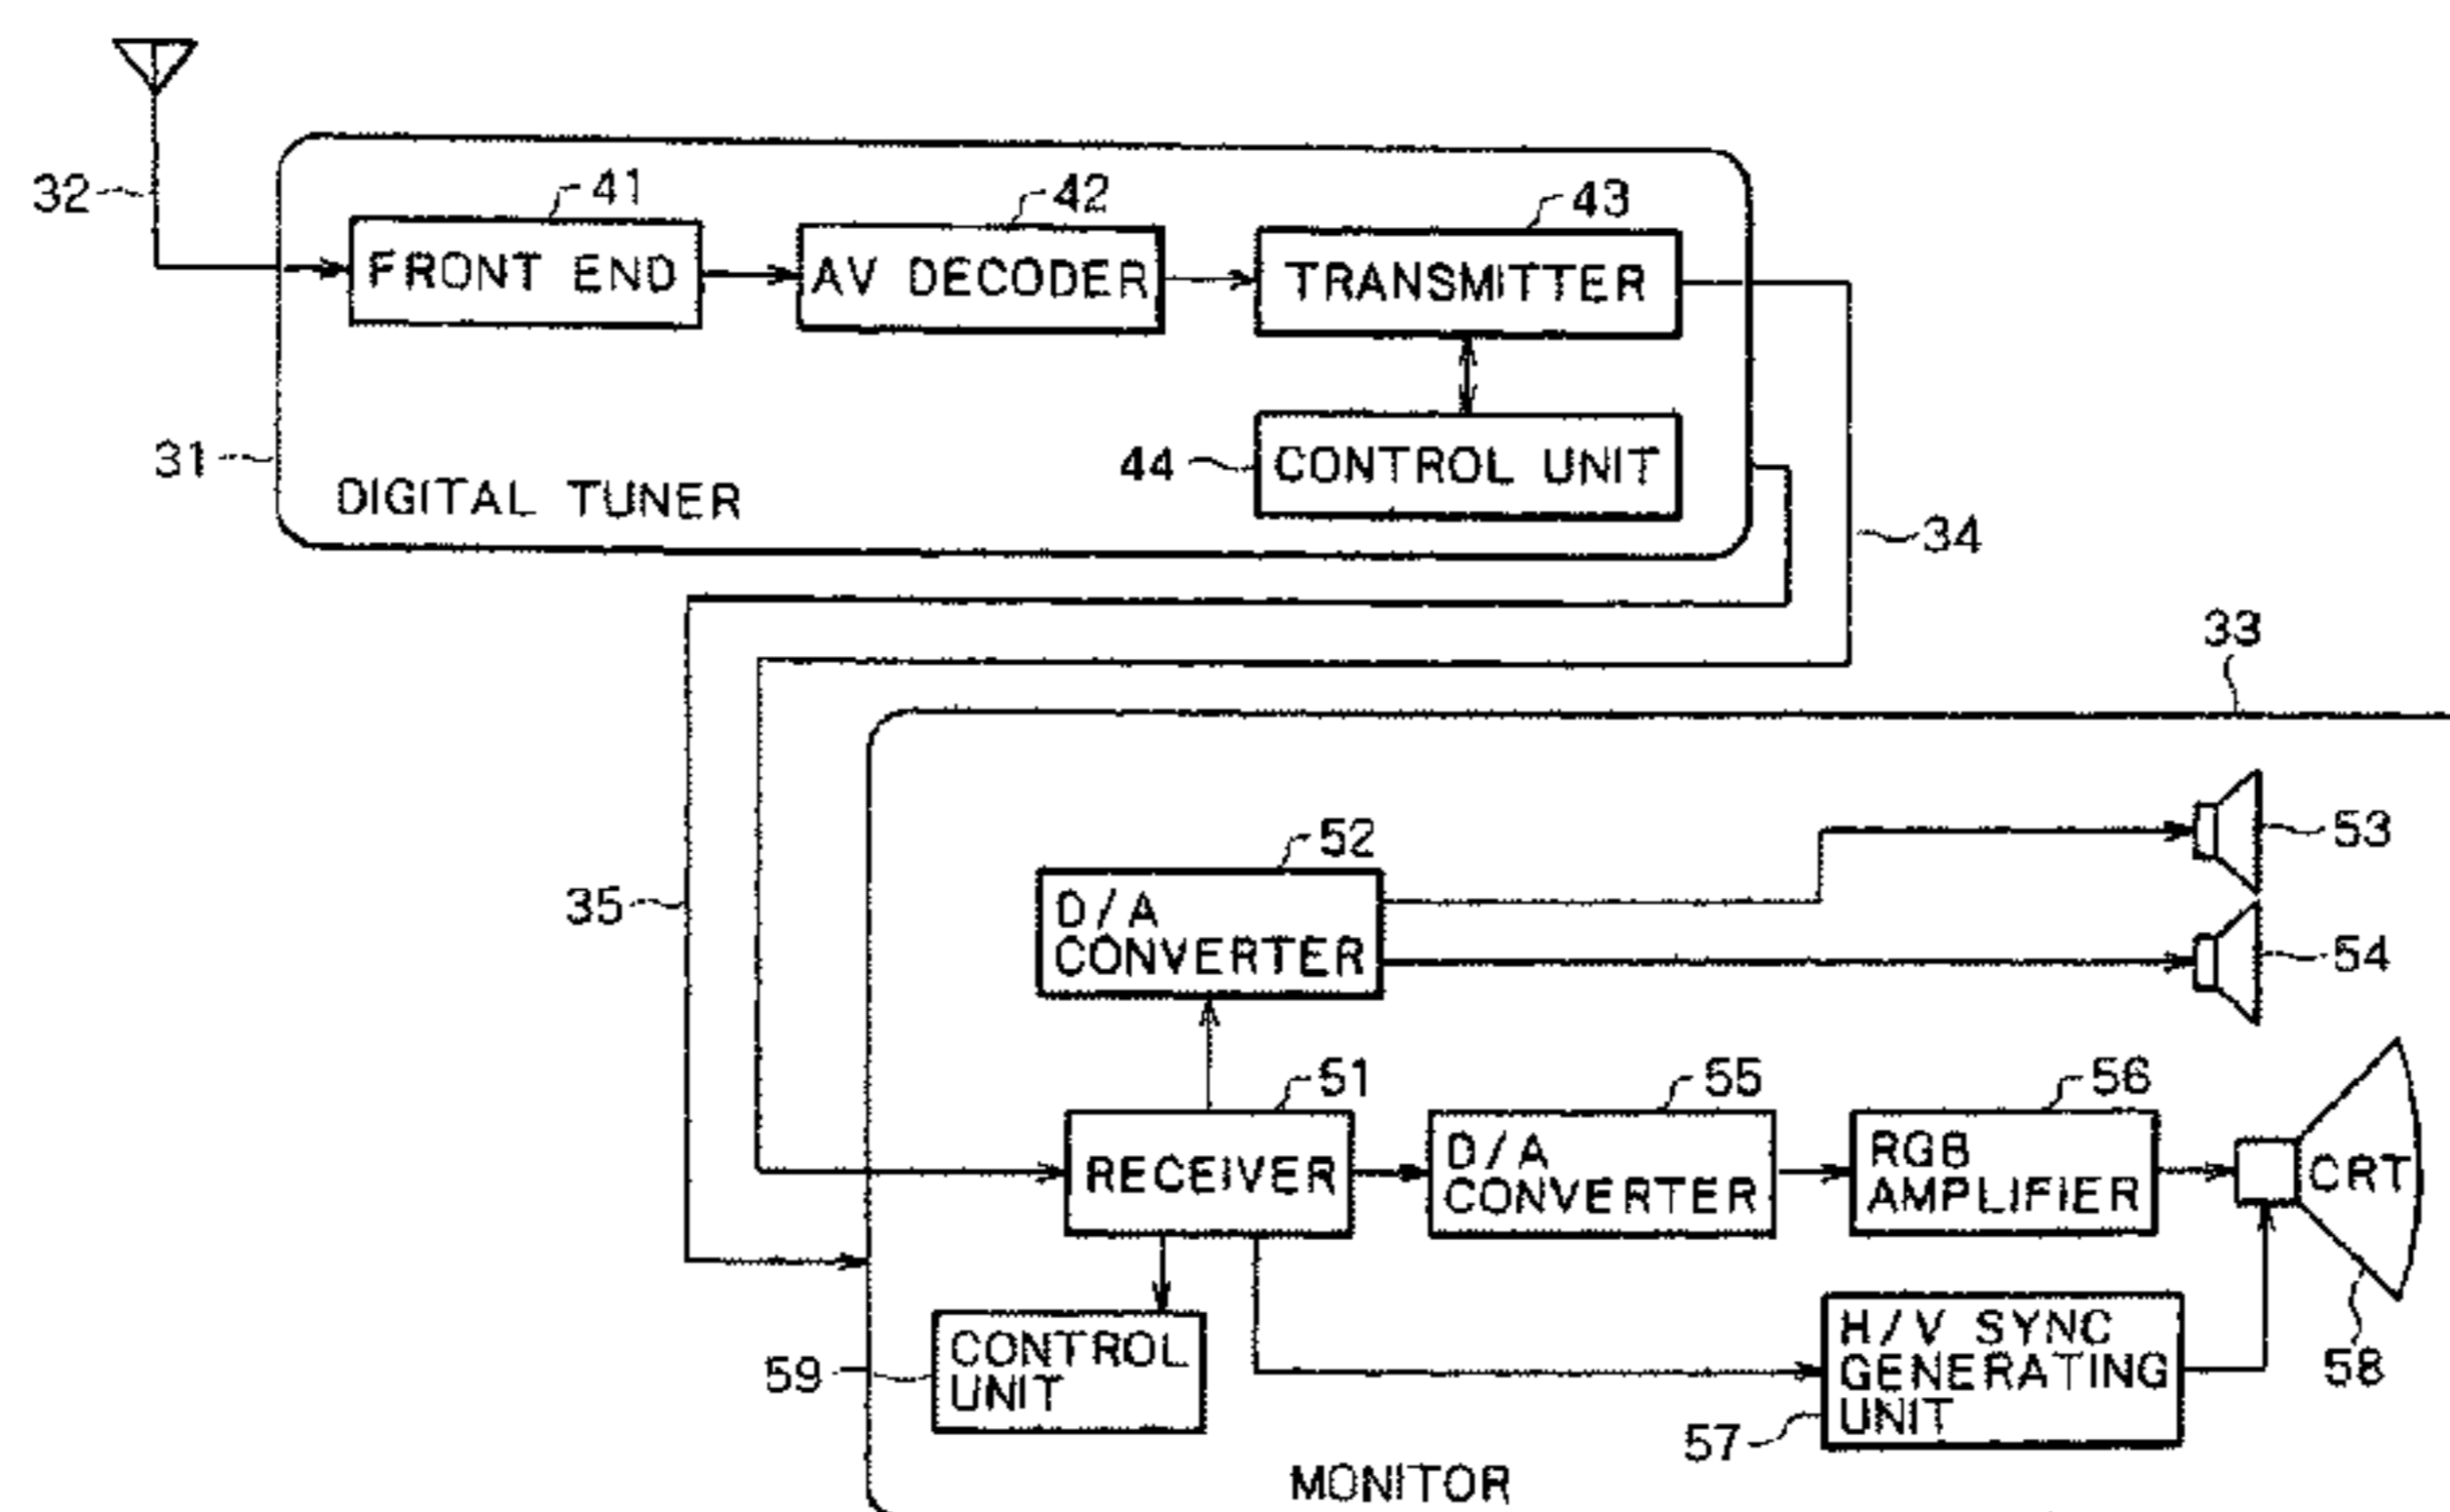 32
41
42
43
FRONT END
AV DECODER
TRANSMITTER
31
44
CONTROL UNIT
DIGITAL TUNER
34
33
52
53
35
D/A
CONVERTER
54
51
55
56
RECEIVER
D/A
CONVERTER
RGB
AMPLIFIER
CRT
59
CONTROL
UNIT
H/V SYNC
GENERATING
UNIT
58
57
MONITOR